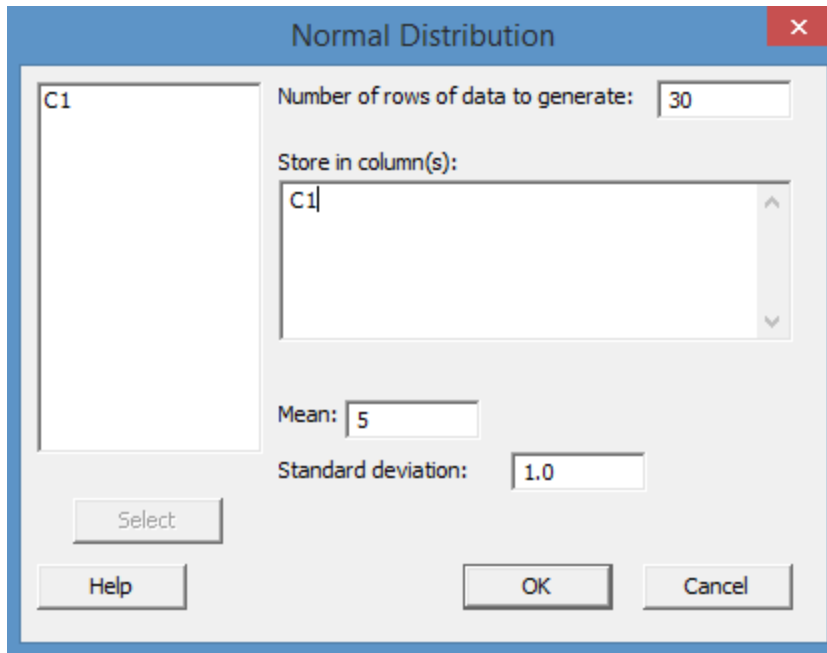 Normal Distribution
C1
Number of rows of data to generate: 30
Store in column(s):
C1
Mean: 5
Standard deviation: 1.0
Select
Help
OK
Cancel